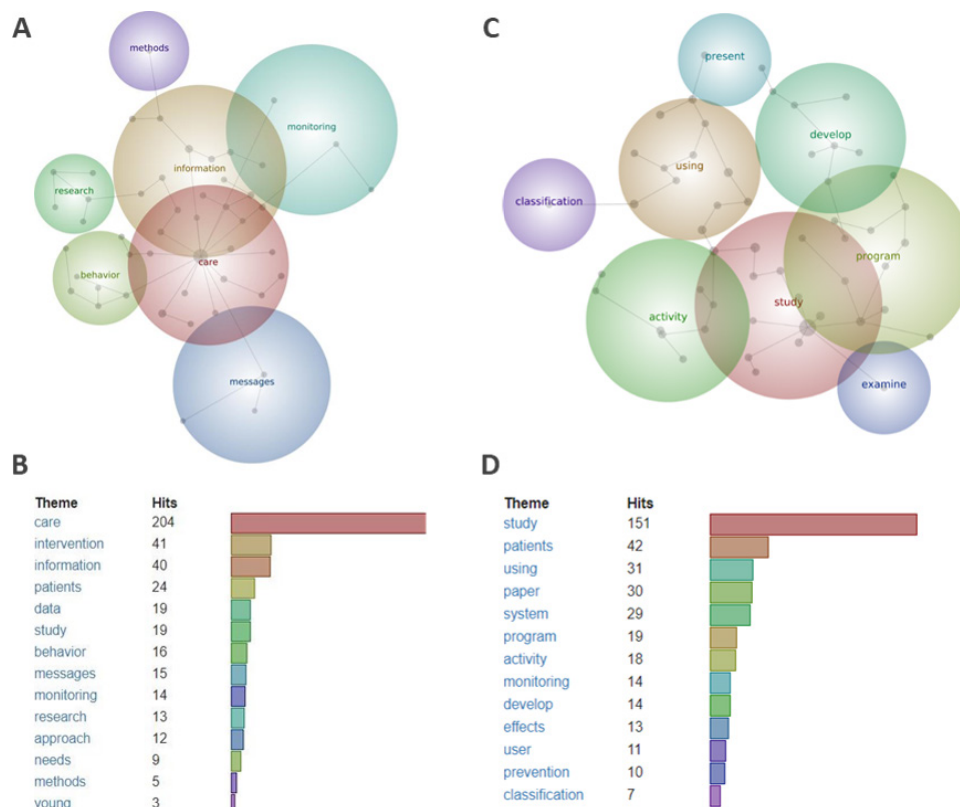 A
methods
monitoring
information
research
care
behavior
messages
C
present
develop
using
classification
program
study
activity
examine
B
Theme Hits
care 204
intervention 41
information 40
patients 24
data 19
study 19
behavior 16
messages 15
monitoring 14
research 13
approach 12
needs 9
methods 5
young 3
D
Theme Hits
study 151
patients 42
using 31
paper 30
system 29
program 19
activity 18
monitoring 14
develop 14
effects 13
user 11
prevention 10
classification 7